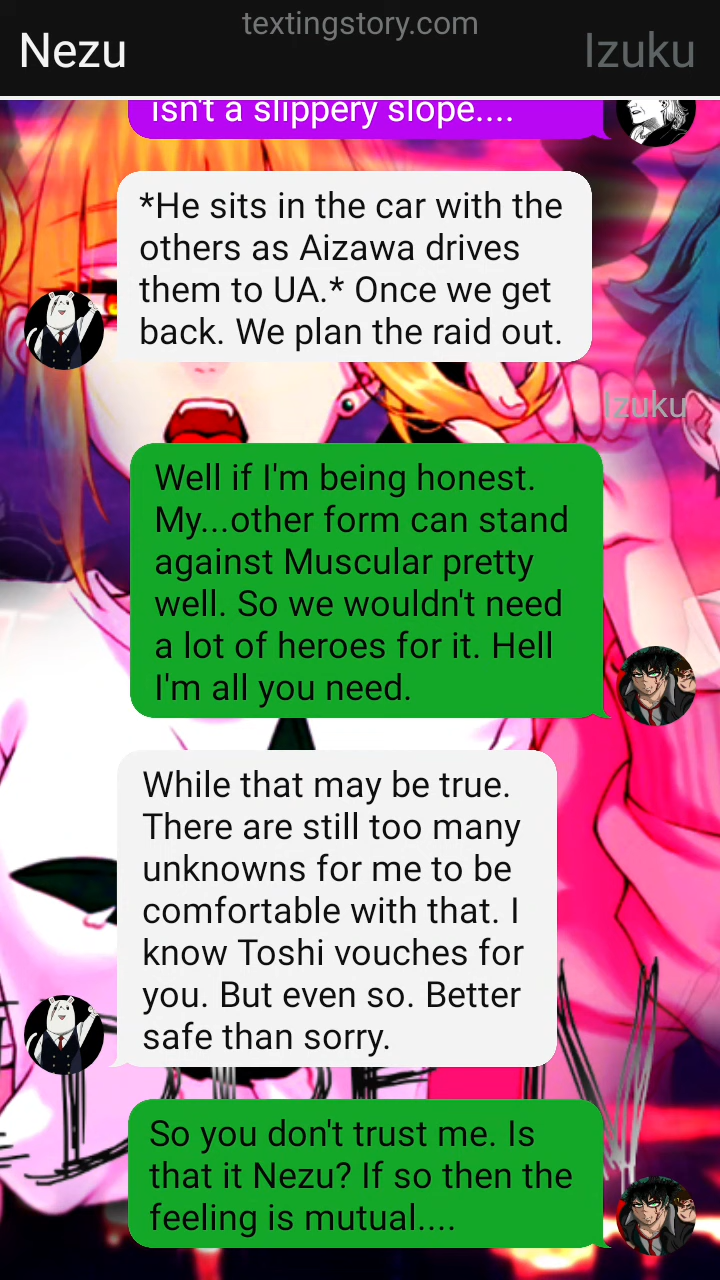 textingstory.com
Nezu
Izuku
isn't a slippery slope....
*He sits in the car with the
others as Aizawa drives
them to UA.* Once we get
back. We plan the raid out.
Izuku
Well if I'm being honest.
My...other form can stand
against Muscular pretty
well. So we wouldn't need
a lot of heroes for it. Hell
I'm all you need.
While that may be true.
There are still too many
unknowns for me to be
comfortable with that. I
know Toshi vouches for
you. But even so. Better
safe than sorry.
So you don't trust me. Is
that it Nezu? If so then the
feeling is mutual....